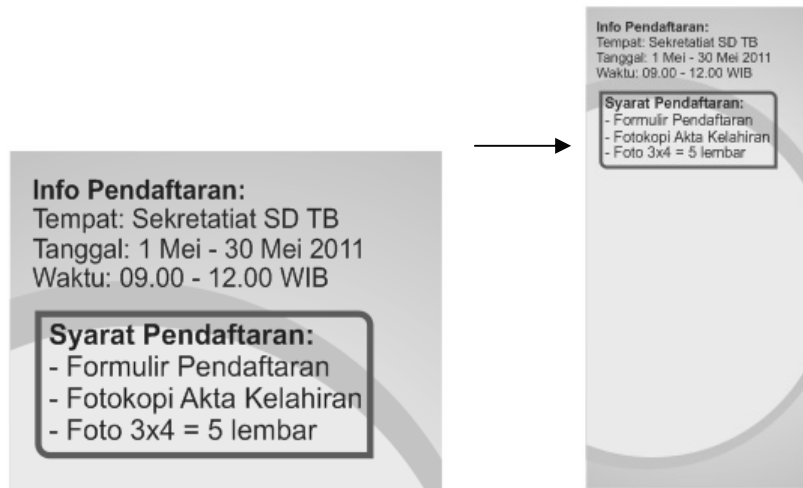 Info Pendaftaran:
Tempat: Sekretatiat SD TB
Tanggal: 1 Mei - 30 Mei 2011
Waktu: 09.00 - 12.00 WIB
Syarat Pendaftaran:
- Formulir Pendaftaran
- Fotokopi Akta Kelahiran
- Foto 3x4 = 5 lembar
Info Pendaftaran:
Tempat: Sekretatiat SD TB
Tanggal: 1 Mei - 30 Mei 2011
Waktu: 09.00 - 12.00 WIB
Syarat Pendaftaran:
- Formulir Pendaftaran
- Fotokopi Akta Kelahiran
- Foto 3x4 = 5 lembar